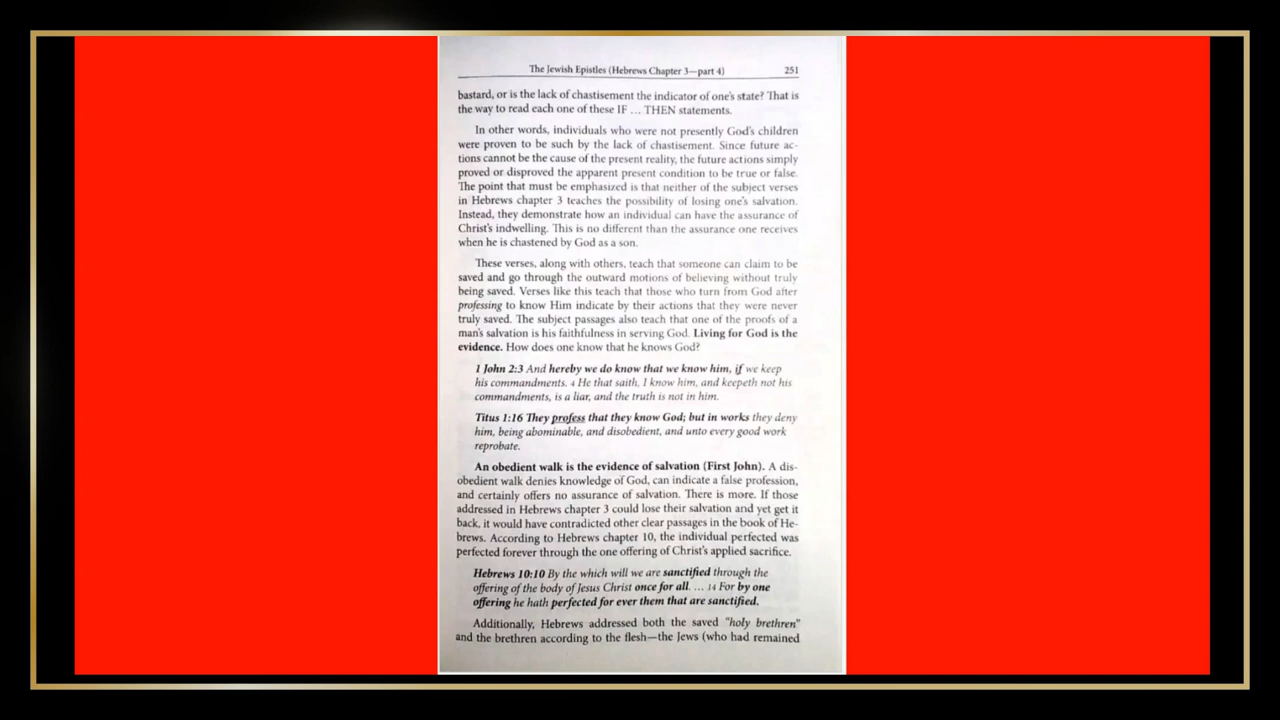 The Jewish Epistles (Hebrews Chapter 3—part 4) 251
bastard, or is the lack of chastisement the indicator of one's state? That is
the way to read each one of these IF … THEN statements.
In other words, individuals who were not presently God's children
were proven to be such by the lack of chastisement. Since future ac-
tions cannot be the cause of the present reality, the future actions simply
proved or disproved the apparent present condition to be true or false.
The point that must be emphasized is that neither of the subject verses
in Hebrews chapter 3 teaches the possibility of losing one's salvation.
Instead, they demonstrate how an individual can have the assurance of
Christ's indwelling. This is no different than the assurance one receives
when he is chastened by God as a son.
These verses, along with others, teach that someone can claim to be
saved and go through the outward motions of believing without truly
being saved. Verses like this teach that those who turn from God after
professing to know Him indicate by their actions that they were never
truly saved. The subject passages also teach that one of the proofs of a
man's salvation is his faithfulness in serving God. Living for God is the
evidence. How does one know that he knows God?
1 John 2:3 And hereby we do know that we know him, if we keep
his commandments. 4 He that saith, I know him, and keepeth not his
commandments, is a liar, and the truth is not in him.
Titus 1:16 They profess that they know God; but in works they deny
him, being abominable, and disobedient, and unto every good work
reprobate.
An obedient walk is the evidence of salvation (First John). A dis-
obedient walk denies knowledge of God, can indicate a false profession,
and certainly offers no assurance of salvation. There is more. If those
addressed in Hebrews chapter 3 could lose their salvation and yet get it
back, it would have contradicted other clear passages in the book of He-
brews. According to Hebrews chapter 10, the individual perfected was
perfected forever through the one offering of Christ's applied sacrifice.
Hebrews 10:10 By the which will we are sanctified through the
offering of the body of Jesus Christ once for all. … 14 For by one
offering he hath perfected for ever them that are sanctified.
Additionally, Hebrews addressed both the saved "holy brethren"
and the brethren according to the flesh—the Jews (who had remained